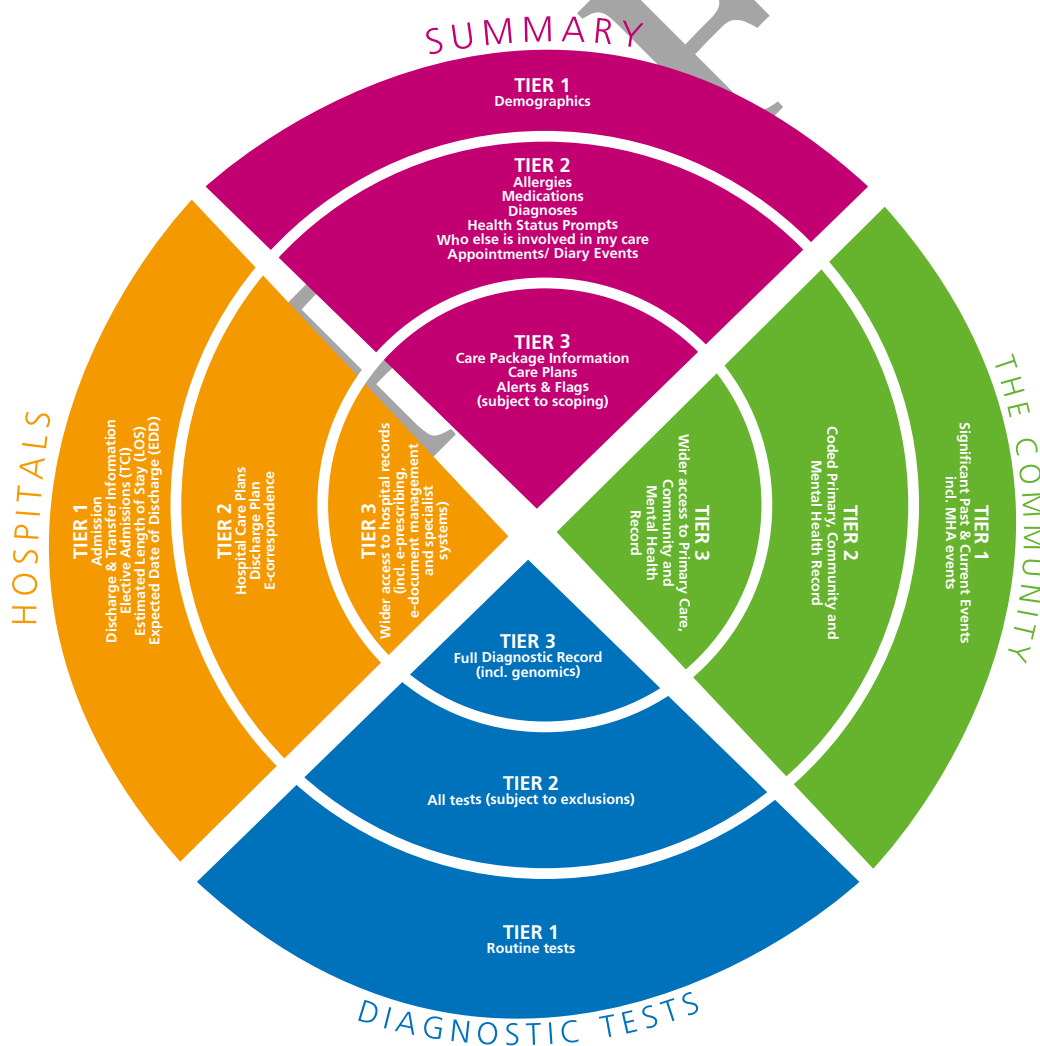 SUMMARY
TIER 1
Demographics
TIER 2
Allergies
Medications
Diagnoses
Health Status Prompts
Who else is involved in my care
Appointments/ Diary Events
TIER 3
Care Package Information
Care Plans
Alerts & Flags
(subject to scoping)
HOSPITALS
TIER 1
Admission
Discharge & Transfer Information
Elective Admissions (TCI)
Estimated Length of Stay (LOS)
Expected Date of Discharge (EDD)
TIER 2
Hospital Care Plans
Discharge Plan
E-correspondence
TIER 3
Wider access to hospital records
(incl. e-prescribing,
e-document management
and specialist
systems)
THE COMMUNITY
TIER 1
Significant Past & Current Events
incl. MHA events
TIER 2
Coded Primary, Community and
Mental Health Record
TIER 3
Wider access to Primary Care,
Community and
Mental Health
Record
TIER 3
Full Diagnostic Record
(incl. genomics)
TIER 2
All tests (subject to exclusions)
TIER 1
Routine tests
DIAGNOSTIC TESTS